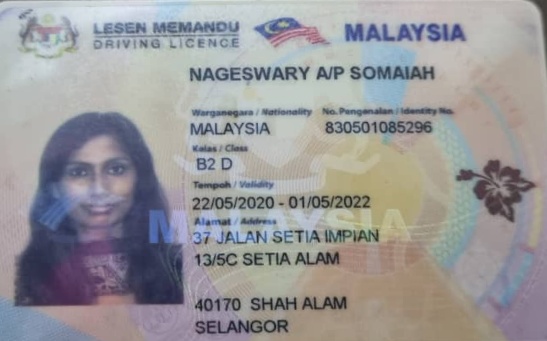 LESEN MEMANDU
DRIVING LICENCE
MALAYSIA
NAGESWARY A/P SOMAIAH
Warganegara / Nationality No. Pengenalan / Identity No.
MALAYSIA 830501085296
Kelas / Class
B2 D
Tempoh / Validity
22/05/2020 - 01/05/2022
Alamat / Address
MALAYSIA
37 JALAN SETIA IMPIAN
13/5C SETIA ALAM
40170 SHAH ALAM
SELANGOR